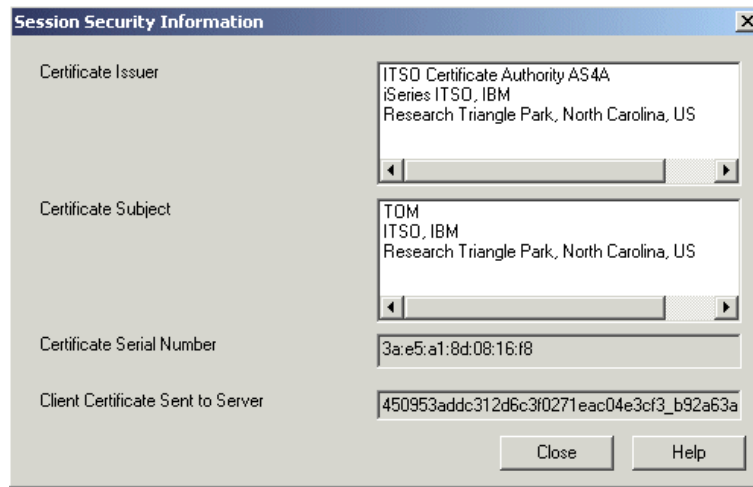 Session Security Information
Certificate Issuer
ITSO Certificate Authority AS4A
iSeries ITSO, IBM
Research Triangle Park, North Carolina, US
Certificate Subject
TOM
ITSO, IBM
Research Triangle Park, North Carolina, US
Certificate Serial Number
3a:e5:a1:8d:08:16:f8
Client Certificate Sent to Server
450953addc312d6c3f0271eac04e3cf3_b92a63a
Close
Help